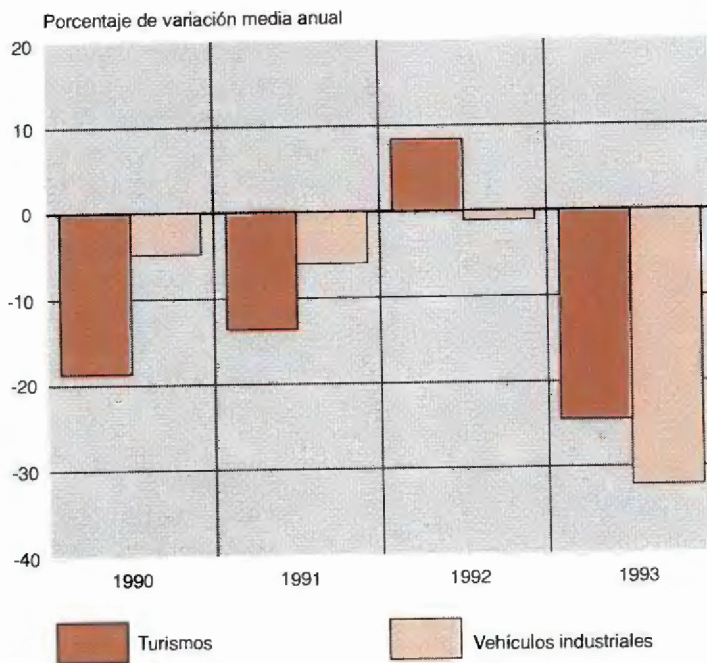 Porcentaje de variación media anual
20
10
0
-10
-20
-30
-40
1990 1991 1992 1993
Turismos Vehículos industriales